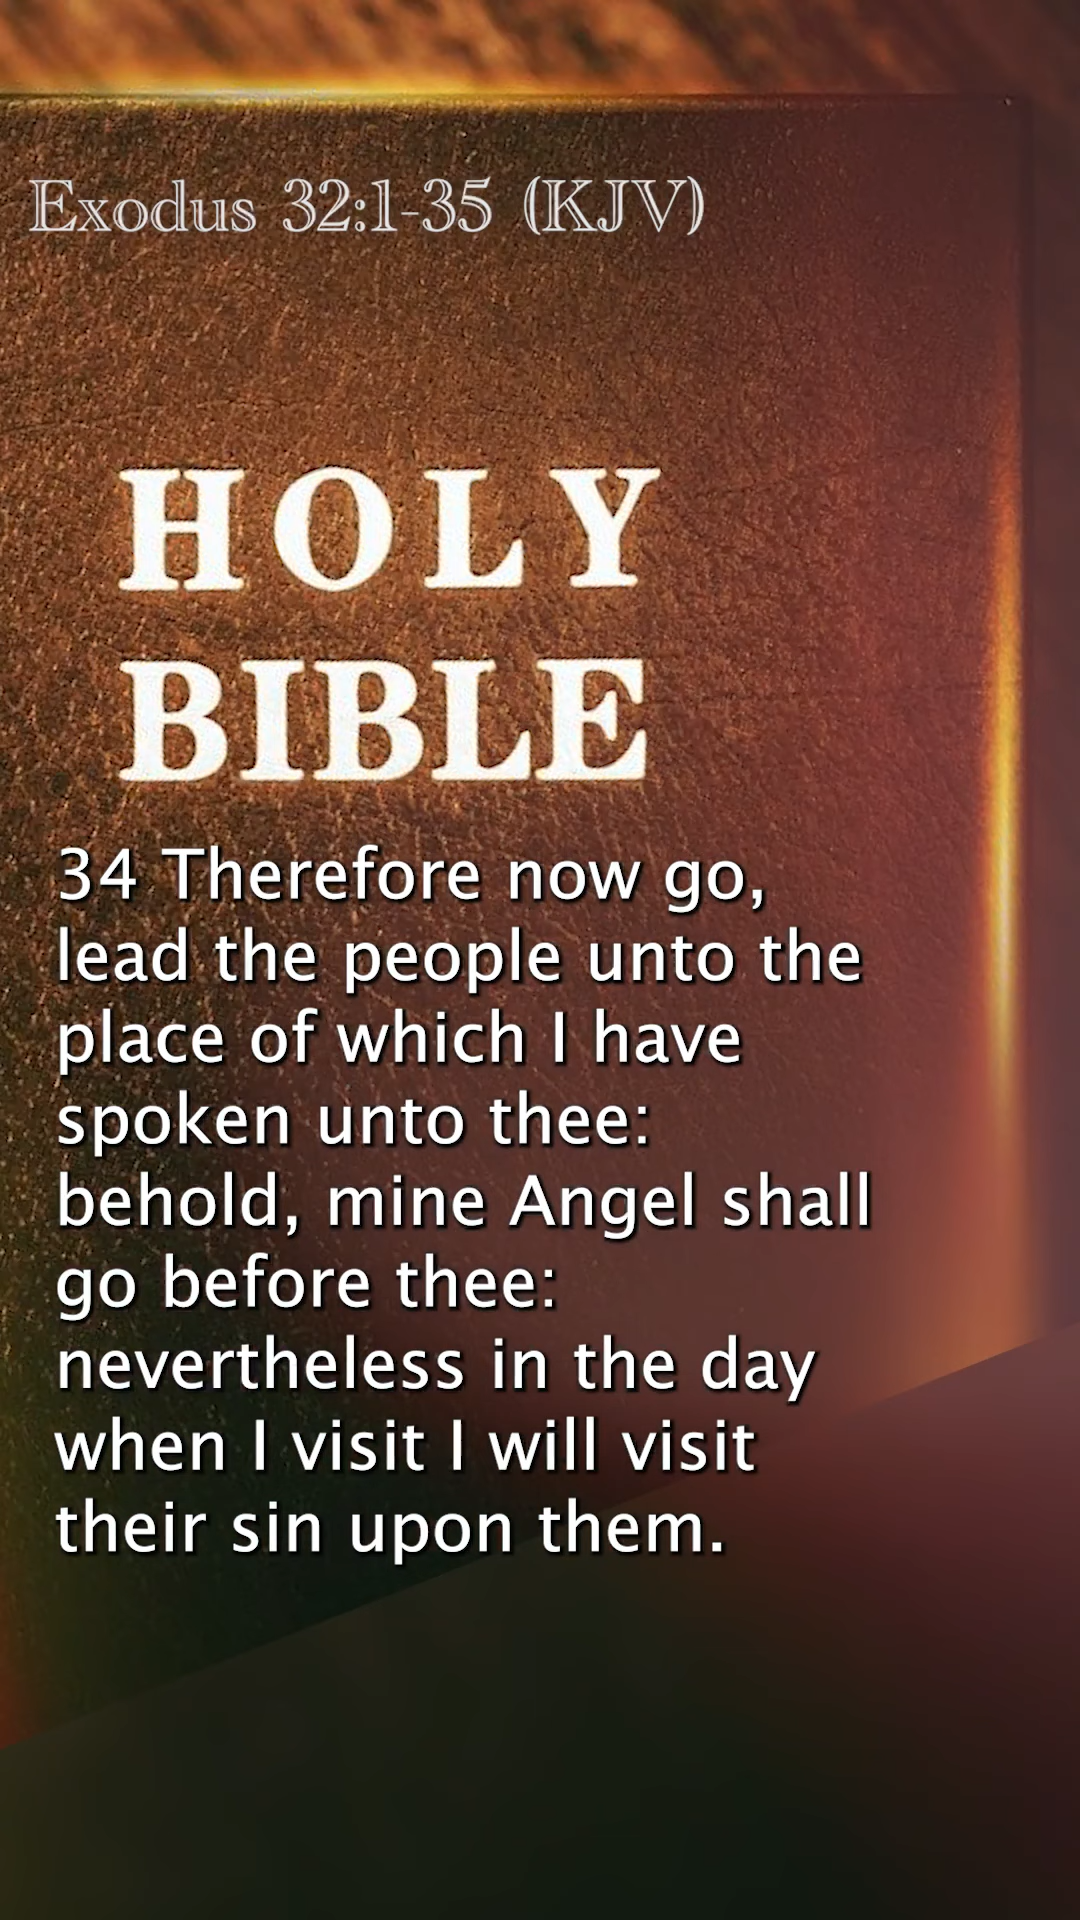 Exodus 32:1-35 (KJV)
HOLY
BIBLE
34 Therefore now go,
lead the people unto the
place of which I have
spoken unto thee:
behold, mine Angel shall
go before thee:
nevertheless in the day
when I visit I will visit
their sin upon them.